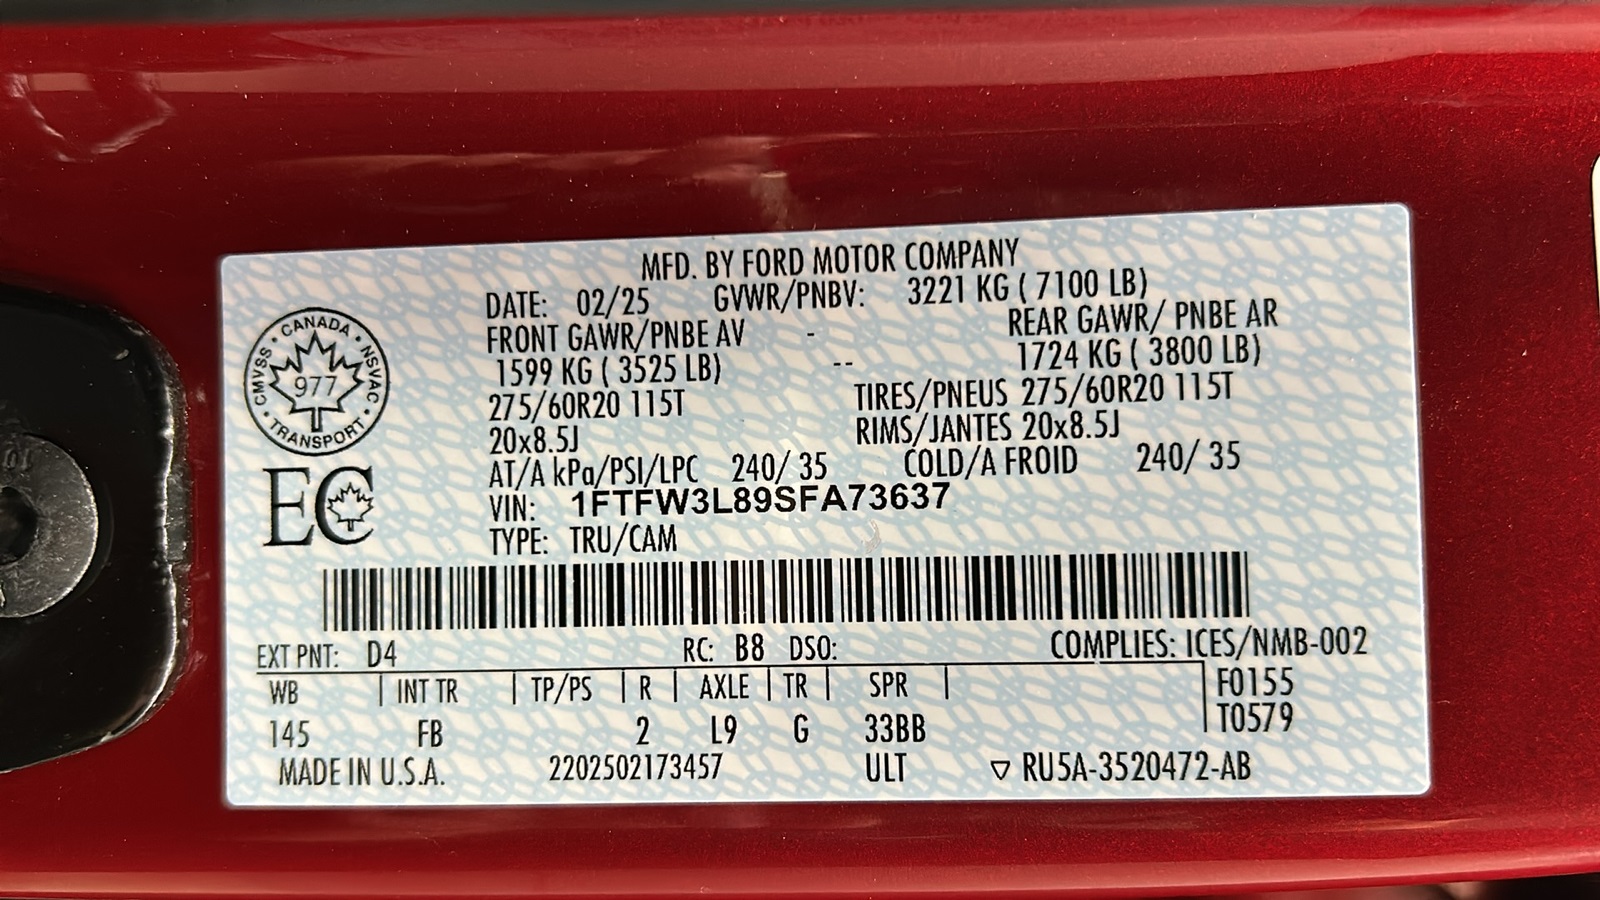 MFD. BY FORD MOTOR COMPANY
DATE: 02/25 GVWR/PNBV: 3221 KG ( 7100 LB)
FRONT GAWR/PNBE AV - REAR GAWR/ PNBE AR
1599 KG ( 3525 LB) -- 1724 KG ( 3800 LB)
275/60R20 115T TIRES/PNEUS 275/60R20 115T
20x8.5J RIMS/JANTES 20x8.5J
AT/A kPa/PSI/LPC 240/ 35 COLD/A FROID 240/ 35
VIN: 1FTFW3L89SFA73637
TYPE: TRU/CAM
CANADA • NSVAC • TRANSPORT • CMVSS •
977
EC
EXT PNT: D4 RC: B8 DSO: COMPLIES: ICES/NMB-002
WB | INT TR | TP/PS | R | AXLE | TR | SPR | F0155
145 FB 2 L9 G 33BB T0579
MADE IN U.S.A. 2202502173457 ULT ▽ RU5A-3520472-AB
10